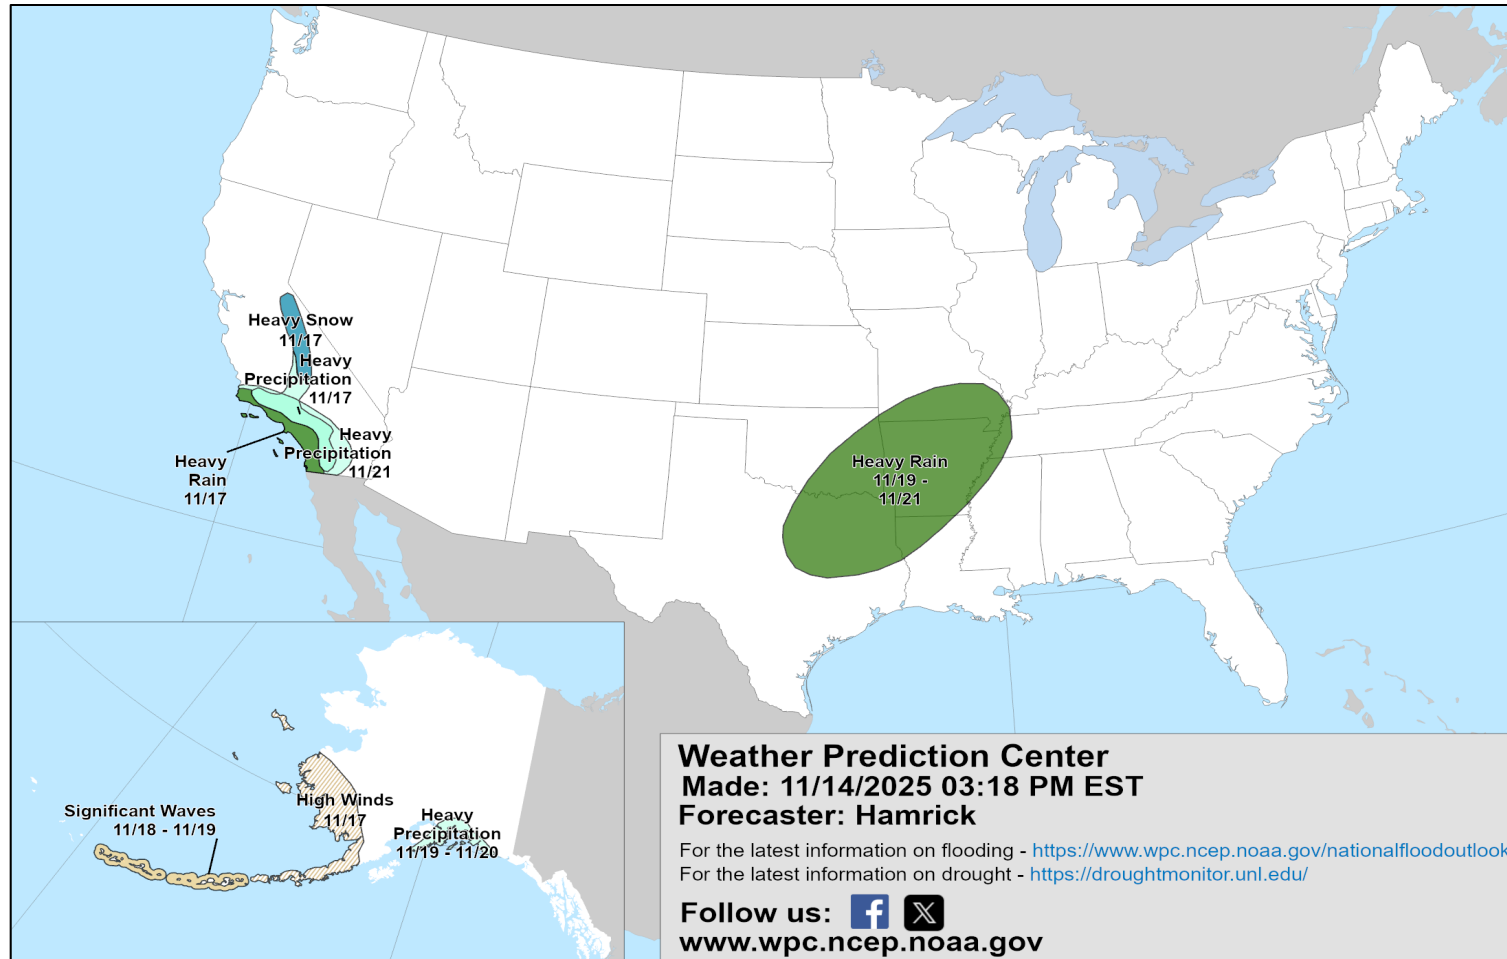 Heavy Snow
11/17
Heavy
Precipitation
11/17
Heavy
Precipitation
11/21
Heavy
Rain
11/17
Heavy Rain
11/19 -
11/21
Significant Waves
11/18 - 11/19
High Winds
11/17
Heavy
Precipitation
11/19 - 11/20
Weather Prediction Center
Made: 11/14/2025 03:18 PM EST
Forecaster: Hamrick
For the latest information on flooding - https://www.wpc.ncep.noaa.gov/nationalfloodoutlook
For the latest information on drought - https://droughtmonitor.unl.edu/
Follow us:
www.wpc.ncep.noaa.gov